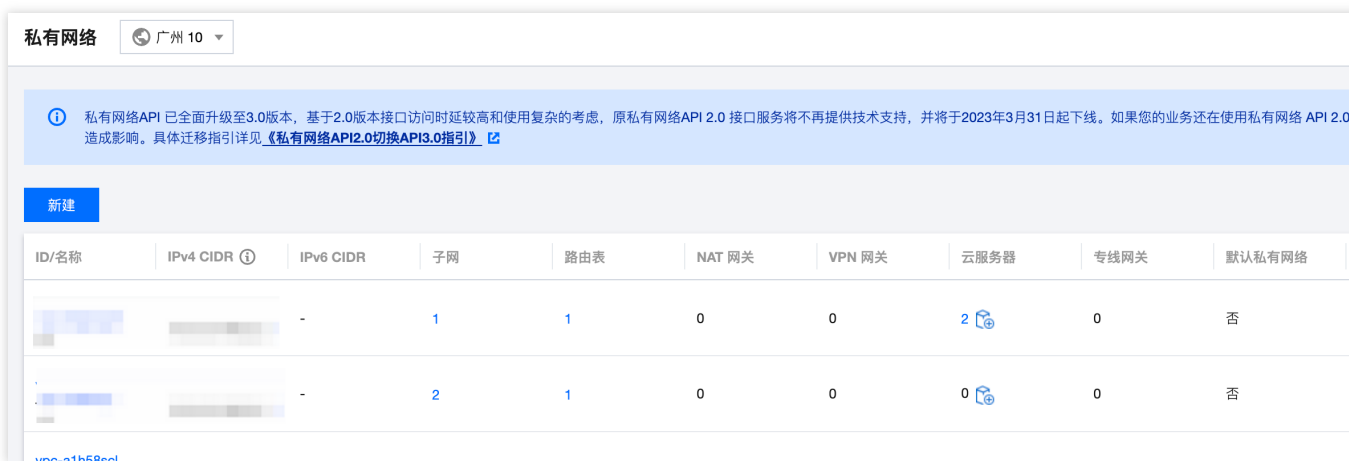 私有网络 广州 10
私有网络API 已全面升级至3.0版本，基于2.0版本接口访问时延较高和使用复杂的考虑，原私有网络API 2.0 接口服务将不再提供技术支持，并将于2023年3月31日起下线。如果您的业务还在使用私有网络 API 2.0
造成影响。具体迁移指引详见《私有网络API2.0切换API3.0指引》
新建
ID/名称 IPv4 CIDR IPv6 CIDR 子网 路由表 NAT 网关 VPN 网关 云服务器 专线网关 默认私有网络
- 1 1 0 0 2 0 否
- 2 1 0 0 0 0 否